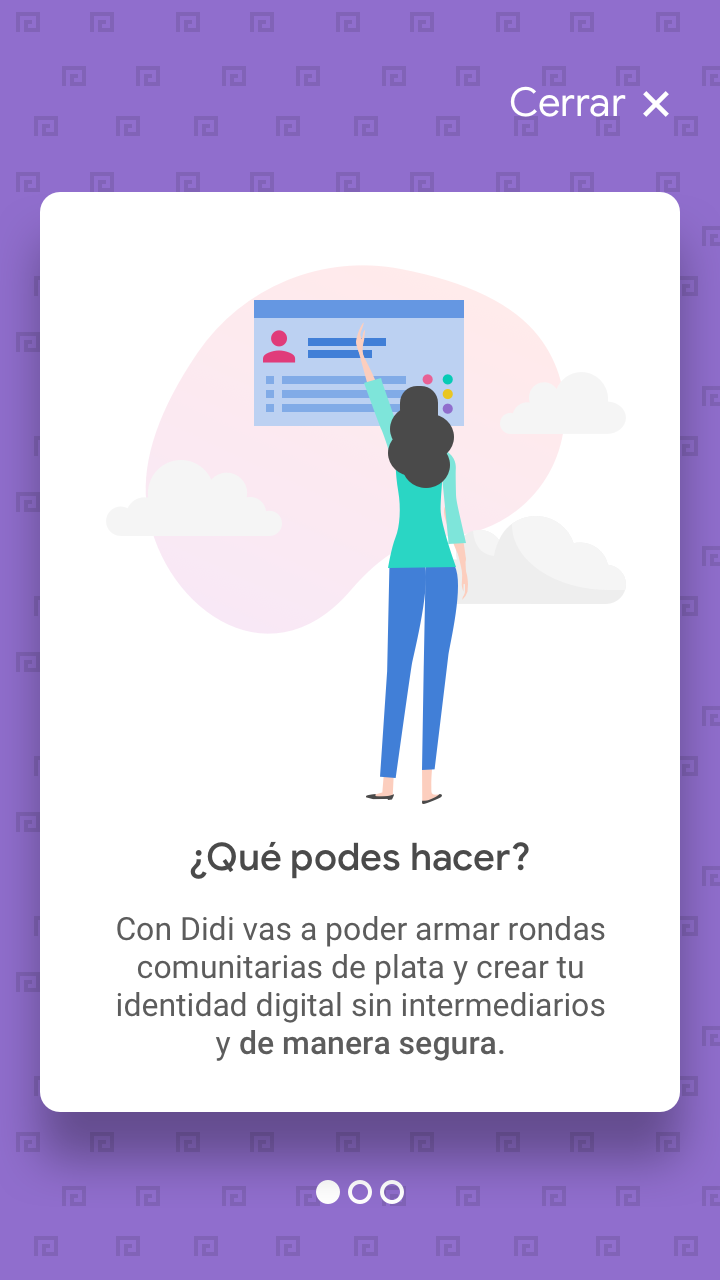 Cerrar
¿Qué podes hacer?
Con Didi vas a poder armar rondas
comunitarias de plata y crear tu
identidad digital sin intermediarios
y de manera segura.